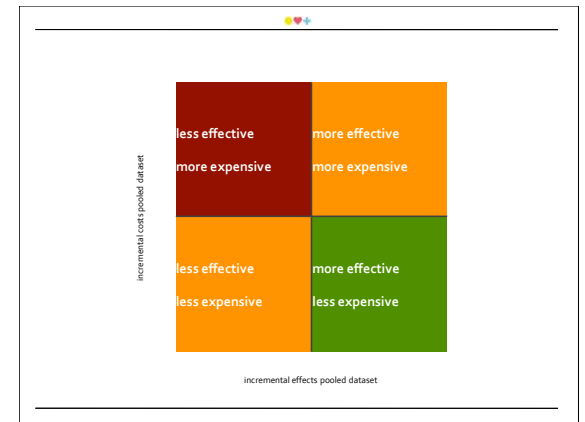 less effective
more expensive
more effective
more expensive
less effective
less expensive
more effective
less expensive
incremental costs pooled dataset
incremental effects pooled dataset